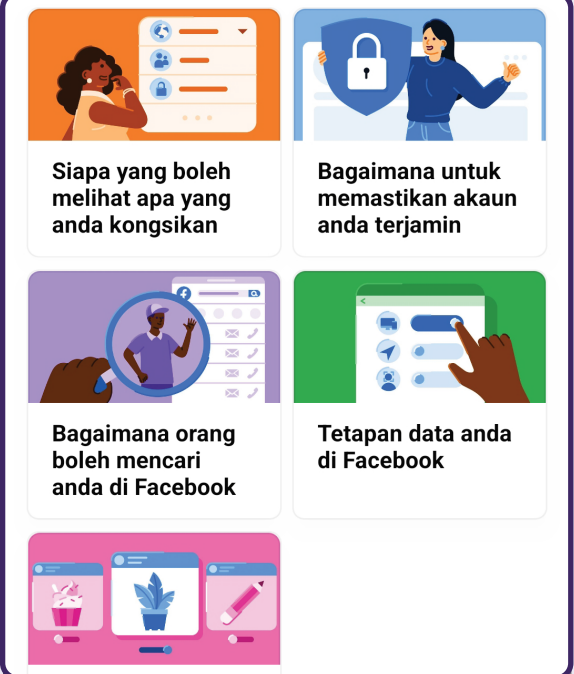 Siapa yang boleh
melihat apa yang
anda kongsikan
Bagaimana untuk
memastikan akaun
anda terjamin
Bagaimana orang
boleh mencari
anda di Facebook
Tetapan data anda
di Facebook